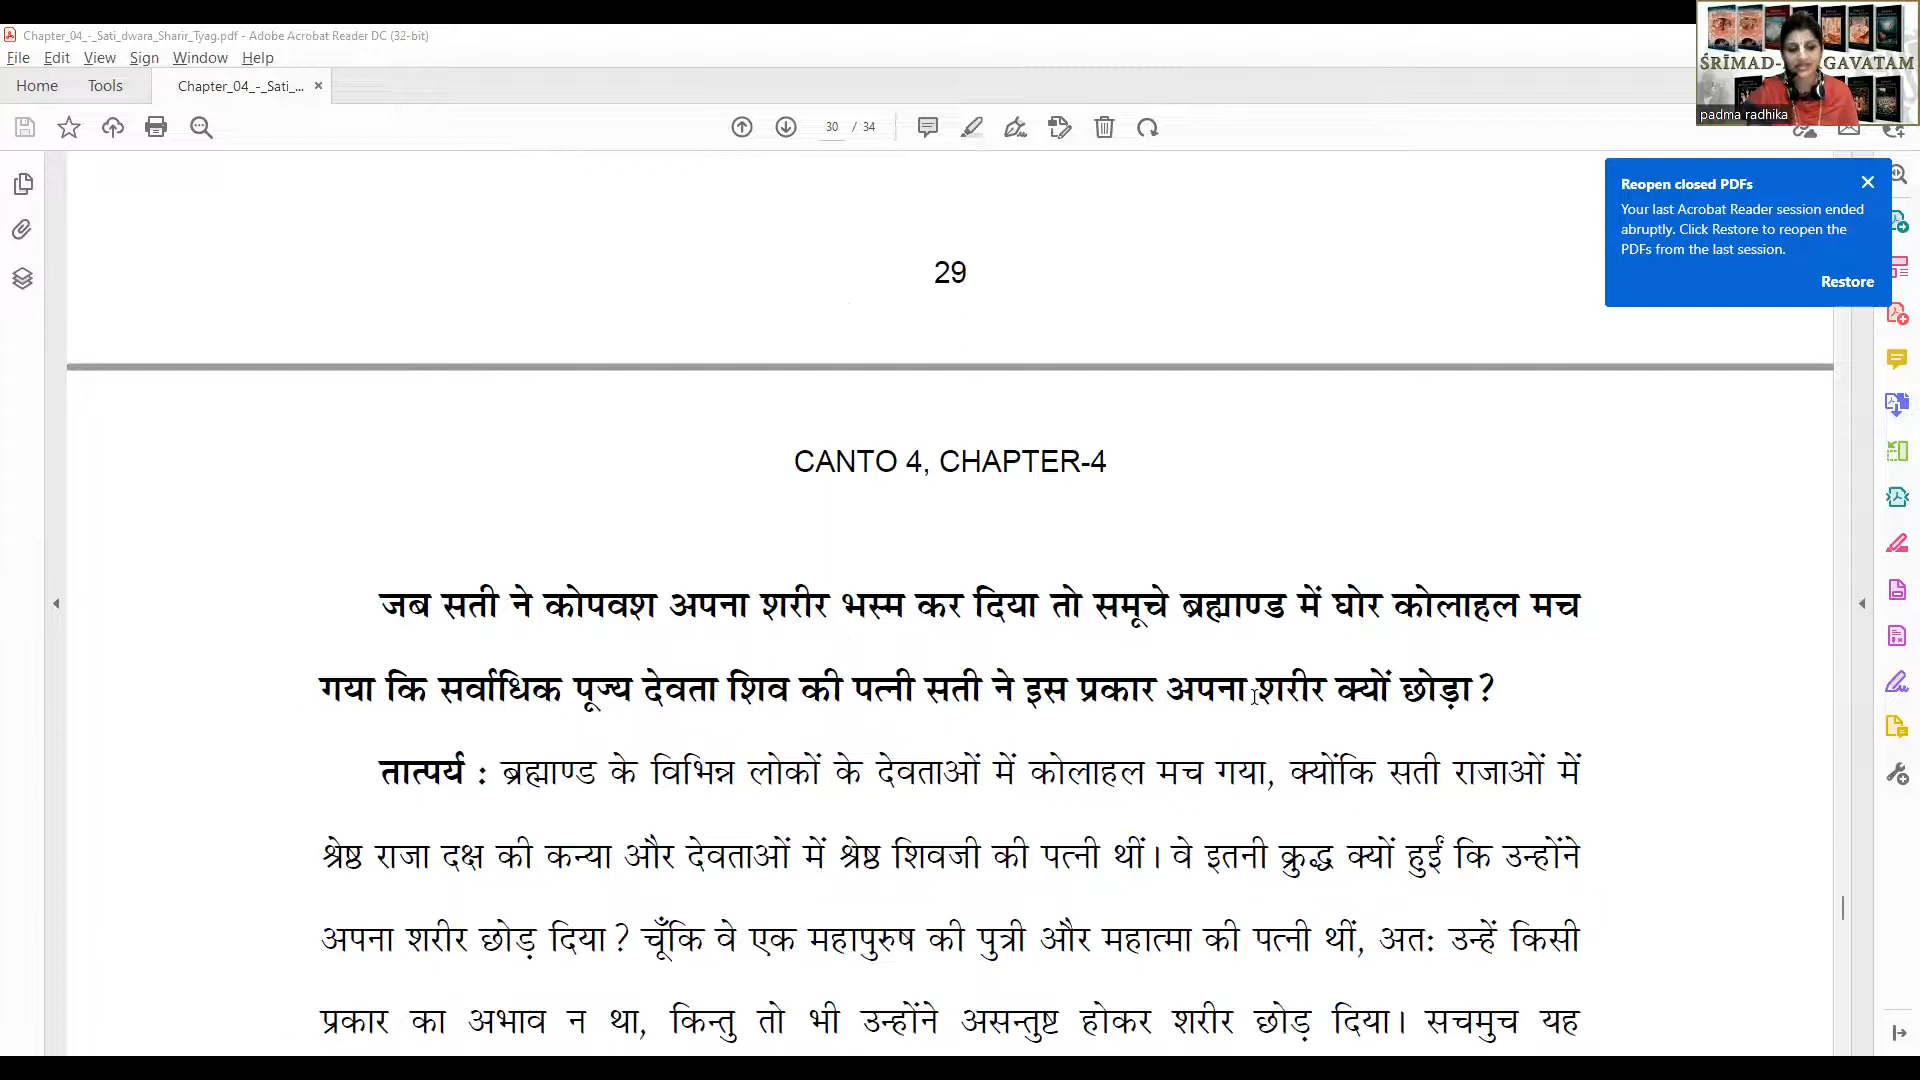 Chapter_04_-_Sati_dwara_Sharir_Tyag.pdf - Adobe Acrobat Reader DC (32-bit)
File Edit View Sign Window Help
Home Tools Chapter_04_-_Sati_... ×
30 / 34
ŚRĪMAD- GAVATAM
padma radhika
Reopen closed PDFs
Your last Acrobat Reader session ended
abruptly. Click Restore to reopen the
PDFs from the last session.
Restore
29
CANTO 4, CHAPTER-4
जब सती ने कोपवश अपना शरीर भस्म कर दिया तो समूचे ब्रह्माण्ड में घोर कोलाहल मच
गया कि सर्वाधिक पूज्य देवता शिव की पत्नी सती ने इस प्रकार अपना शरीर क्यों छोड़ा ?
तात्पर्य : ब्रह्माण्ड के विभिन्न लोकों के देवताओं में कोलाहल मच गया, क्योंकि सती राजाओं में
श्रेष्ठ राजा दक्ष की कन्या और देवताओं में श्रेष्ठ शिवजी की पत्नी थीं। वे इतनी क्रुद्ध क्यों हुईं कि उन्होंने
अपना शरीर छोड़ दिया ? चूँकि वे एक महापुरुष की पुत्री और महात्मा की पत्नी थीं, अतः उन्हें किसी
प्रकार का अभाव न था, किन्तु तो भी उन्होंने असन्तुष्ट होकर शरीर छोड़ दिया। सचमुच यह